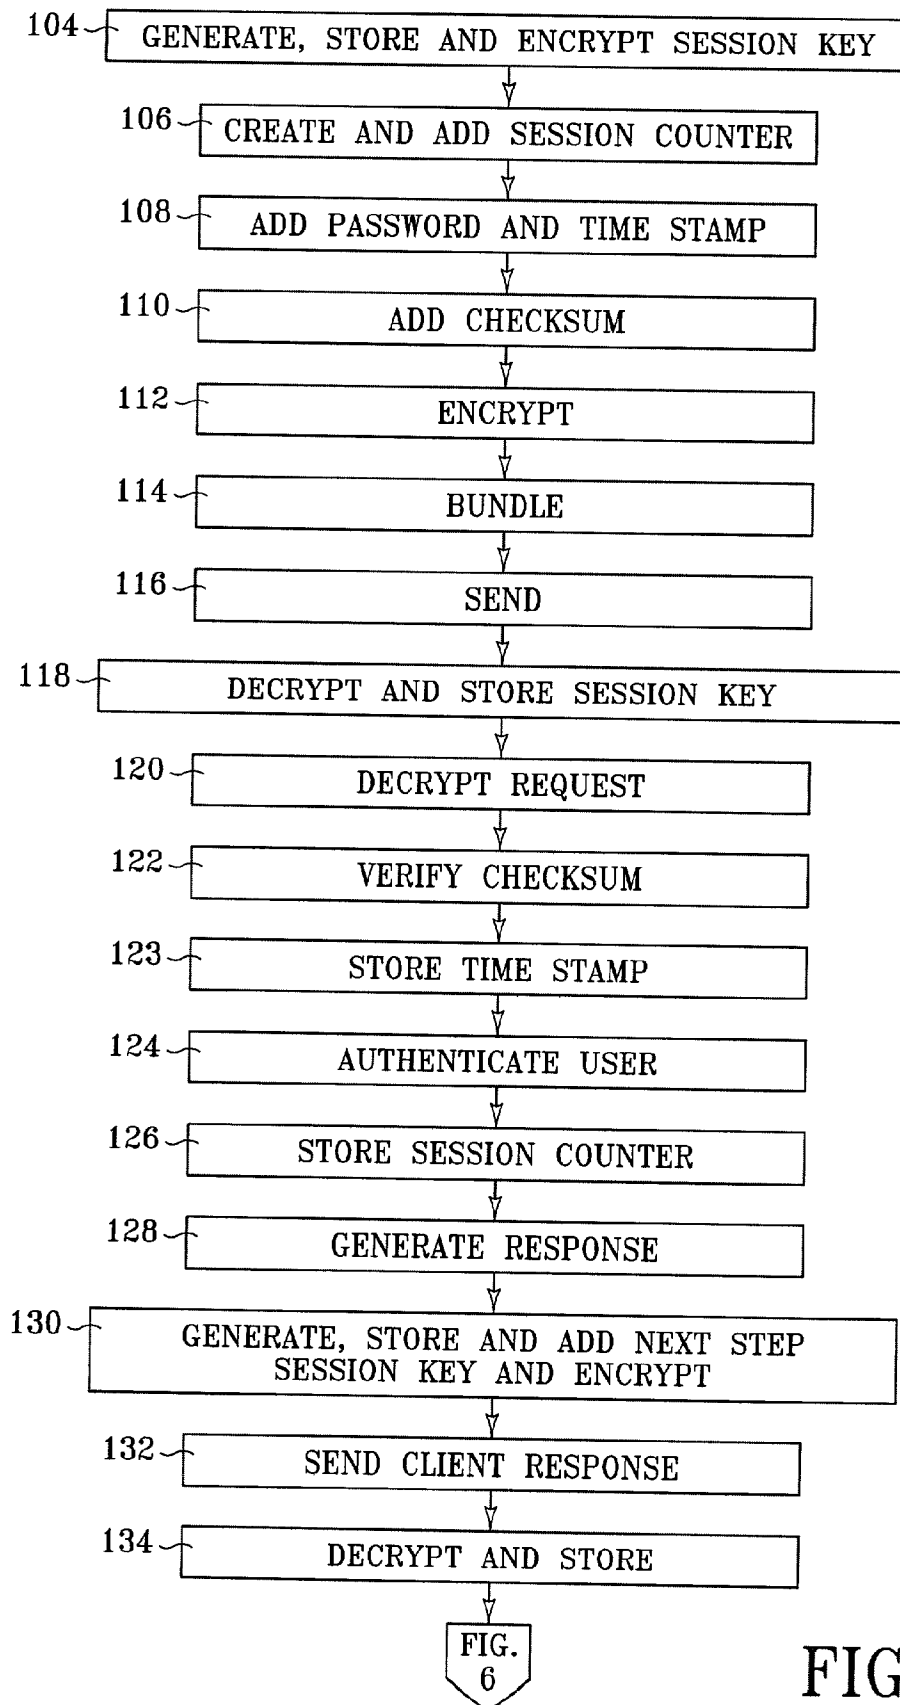 104 GENERATE, STORE AND ENCRYPT SESSION KEY
106 CREATE AND ADD SESSION COUNTER
108 ADD PASSWORD AND TIME STAMP
110 ADD CHECKSUM
112 ENCRYPT
114 BUNDLE
116 SEND
118 DECRYPT AND STORE SESSION KEY
120 DECRYPT REQUEST
122 VERIFY CHECKSUM
123 STORE TIME STAMP
124 AUTHENTICATE USER
126 STORE SESSION COUNTER
128 GENERATE RESPONSE
130 GENERATE, STORE AND ADD NEXT STEP
SESSION KEY AND ENCRYPT
132 SEND CLIENT RESPONSE
134 DECRYPT AND STORE
FIG.
6
FIG